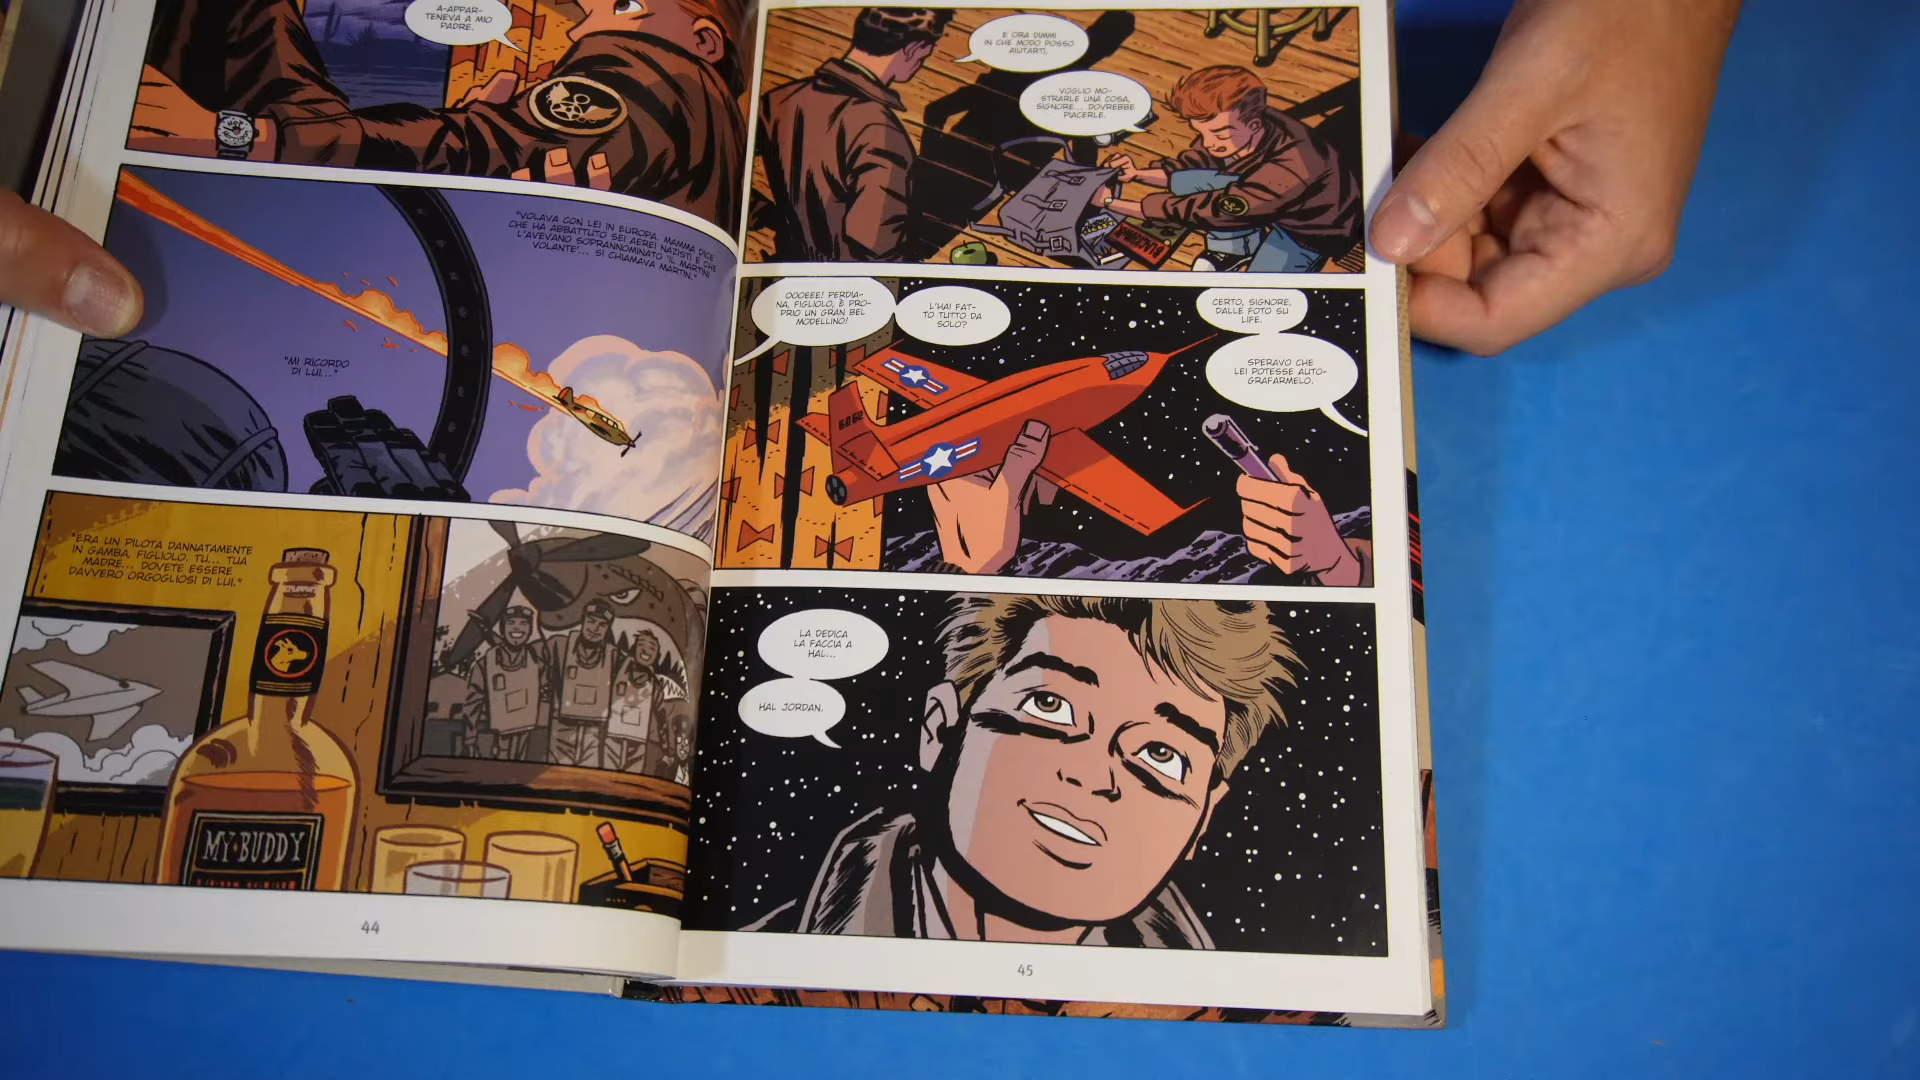 A-APPAR-
TENEVA A MIO
PADRE.
"VOLAVA CON LEI IN EUROPA. MAMMA DICE
CHE HA ABBATTUTO SEI AEREI NAZISTI E CHE
L'AVEVANO SOPRANNOMINATO 'IL MARTINI
VOLANTE'... SI CHIAMAVA MARTIN."
"MI RICORDO
DI LUI..."
"ERA UN PILOTA DANNATAMENTE
IN GAMBA, FIGLIOLO. TU... TUA
MADRE... DOVETE ESSERE
DAVVERO ORGOGLIOSI DI LUI."
MY BUDDY
44
E ORA DIMMI
IN CHE MODO POSSO
AIUTARTI.
VOGLIO MO-
STRARLE UNA COSA,
SIGNORE... DOVREBBE
PIACERLE.
OOOEEE! PERDIA-
NA, FIGLIOLO, È PRO-
PRIO UN GRAN BEL
MODELLINO!
L'HAI FAT-
TO TUTTO DA
SOLO?
CERTO, SIGNORE,
DALLE FOTO SU
LIFE.
SPERAVO CHE
LEI POTESSE AUTO-
GRAFARMELO.
6062
LA DEDICA
LA FACCIA A
HAL...
HAL JORDAN.
45